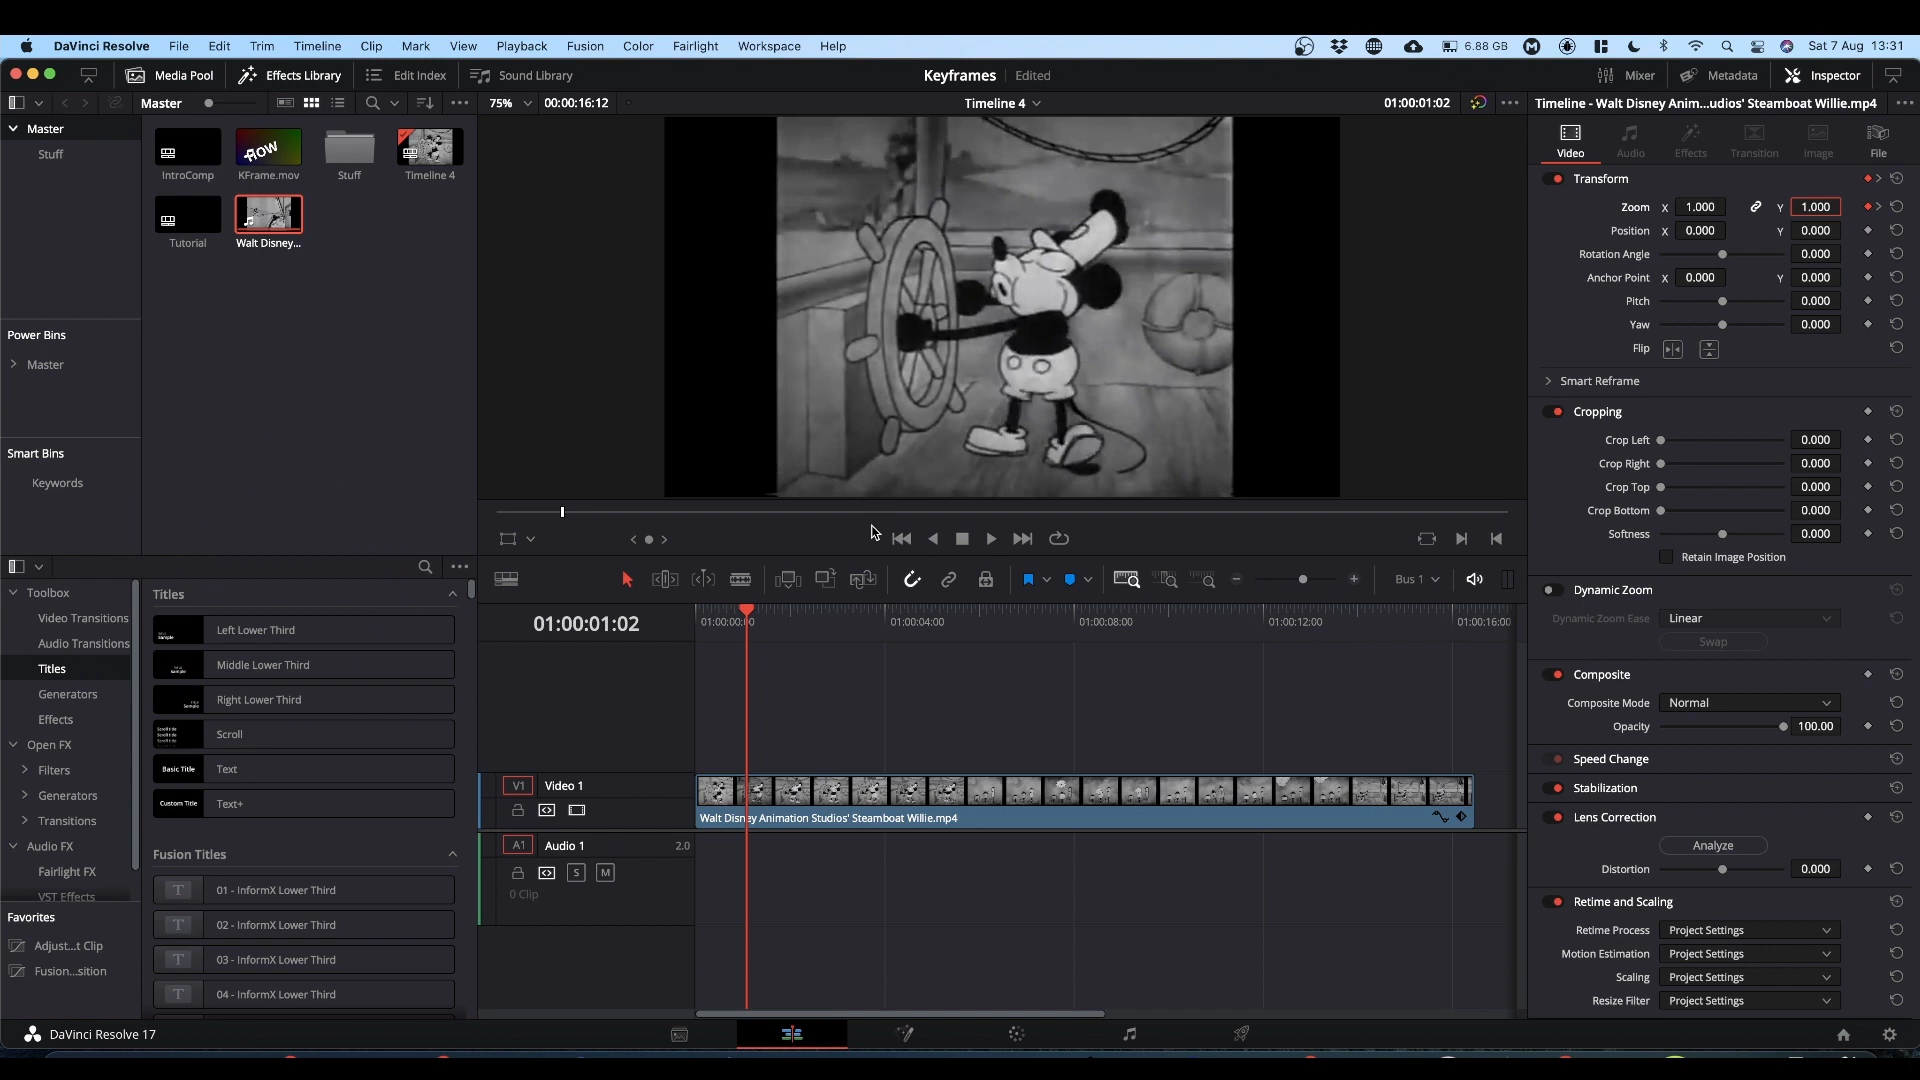 DaVinci Resolve File Edit Trim Timeline Clip Mark View Playback Fusion Color Fairlight Workspace Help 6.88 GB Sat 7 Aug 13:31
Media Pool Effects Library Edit Index Sound Library Keyframes Edited Mixer Metadata Inspector
Master 75% 00:00:16:12 Timeline 4 01:00:01:02 Timeline - Walt Disney Anim...udios' Steamboat Willie.mp4
Master
Stuff
Power Bins
Master
Smart Bins
Keywords
FLOW
IntroComp KFrame.mov Stuff Timeline 4
Tutorial Walt Disney...
Video Audio Effects Transition Image File
Transform
Zoom X 1.000 Y 1.000
Position X 0.000 Y 0.000
Rotation Angle 0.000
Anchor Point X 0.000 Y 0.000
Pitch 0.000
Yaw 0.000
Flip
Smart Reframe
Cropping
Crop Left 0.000
Crop Right 0.000
Crop Top 0.000
Crop Bottom 0.000
Softness 0.000
Retain Image Position
Dynamic Zoom
Dynamic Zoom Ease Linear
Swap
Composite
Composite Mode Normal
Opacity 100.00
Speed Change
Stabilization
Lens Correction
Analyze
Distortion 0.000
Retime and Scaling
Retime Process Project Settings
Motion Estimation Project Settings
Scaling Project Settings
Resize Filter Project Settings
Toolbox
Video Transitions
Audio Transitions
Titles
Generators
Effects
Open FX
Filters
Generators
Transitions
Audio FX
Fairlight FX
VST Effects
Favorites
Adjust...t Clip
Fusion...sition
Titles
Left Lower Third
Middle Lower Third
Right Lower Third
Scroll
Basic Title Text
Custom Title Text+
Fusion Titles
T 01 - InformX Lower Third
T 02 - InformX Lower Third
T 03 - InformX Lower Third
T 04 - InformX Lower Third
Bus 1
01:00:01:02 01:00:00:00 01:00:04:00 01:00:08:00 01:00:12:00 01:00:16:00
V1 Video 1
Walt Disney Animation Studios' Steamboat Willie.mp4
A1 Audio 1 2.0
S M
0 Clip
DaVinci Resolve 17